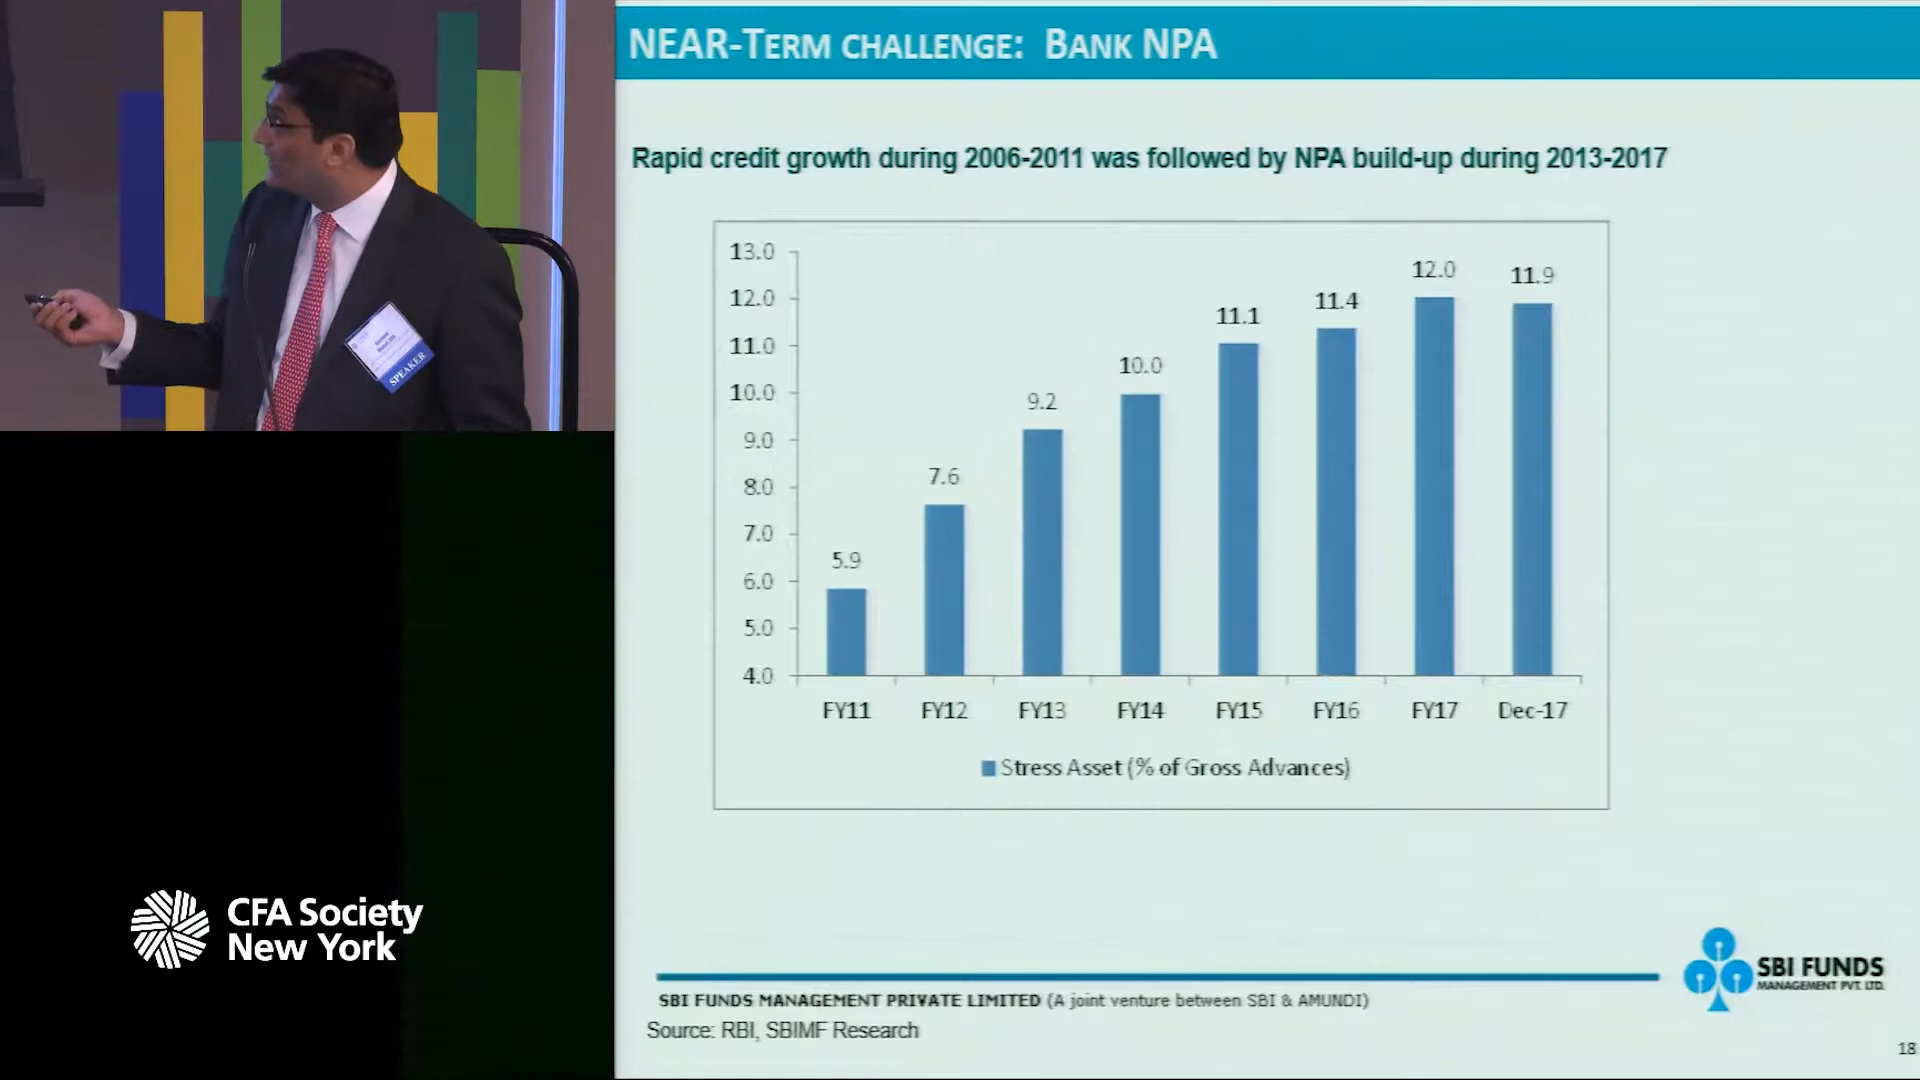 NEAR-TERM CHALLENGE: BANK NPA
Rapid credit growth during 2006-2011 was followed by NPA build-up during 2013-2017
13.0
12.0
11.0
10.0
9.0
8.0
7.0
6.0
5.0
4.0
5.9
7.6
9.2
10.0
11.1
11.4
12.0
11.9
FY11 FY12 FY13 FY14 FY15 FY16 FY17 Dec-17
Stress Asset (% of Gross Advances)
SPEAKER
CFA Society
New York
SBI FUNDS
MANAGEMENT PVT. LTD.
SBI FUNDS MANAGEMENT PRIVATE LIMITED (A joint venture between SBI & AMUNDI)
Source: RBI, SBIMF Research
18